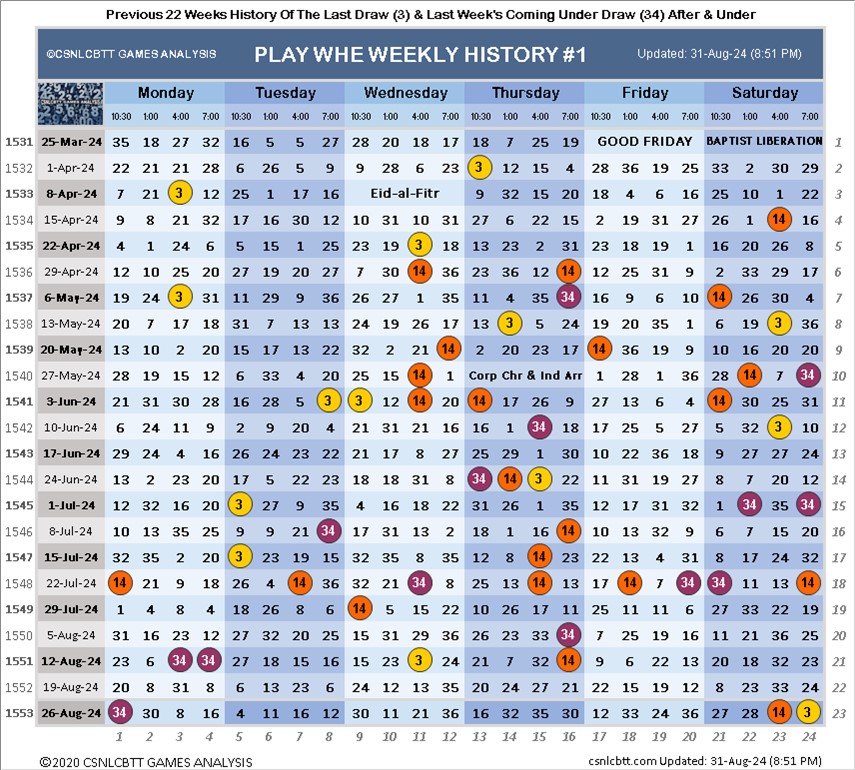 Previous 22 Weeks History Of The Last Draw (3) & Last Week's Coming Under Draw (34) After & Under
©CSNLCBTT GAMES ANALYSIS PLAY WHE WEEKLY HISTORY #1 Updated: 31-Aug-24 (8:51 PM)
CSNLCBTT GAMES ANALYSIS Monday Tuesday Wednesday Thursday Friday Saturday
10:30 1:00 4:00 7:00 10:30 1:00 4:00 7:00 10:30 1:00 4:00 7:00 10:30 1:00 4:00 7:00 10:30 1:00 4:00 7:00 10:30 1:00 4:00 7:00
1531 25-Mar-24 35 18 27 32 16 5 5 27 28 20 18 17 18 7 25 19 GOOD FRIDAY BAPTIST LIBERATION 1
1532 1-Apr-24 22 21 21 28 6 26 5 9 9 28 6 23 3 12 15 4 28 36 19 25 33 2 30 29 2
1533 8-Apr-24 7 21 3 12 25 1 17 16 Eid-al-Fitr 9 32 15 20 18 4 6 16 25 10 1 22 3
1534 15-Apr-24 9 8 21 32 17 16 30 12 10 31 10 31 27 6 22 15 2 19 31 27 26 1 14 16 4
1535 22-Apr-24 4 1 24 6 5 15 1 25 23 19 3 18 13 23 2 31 23 18 19 1 16 20 26 8 5
1536 29-Apr-24 12 10 25 20 27 19 20 27 7 30 14 36 23 36 12 14 12 25 31 9 2 33 29 17 6
1537 6-May-24 19 24 3 31 11 29 9 36 26 27 1 35 11 4 35 34 16 9 6 10 14 26 30 4 7
1538 13-May-24 20 7 17 18 31 7 13 13 24 19 26 17 13 3 5 24 19 20 35 1 6 19 3 36 8
1539 20-May-24 13 10 2 20 15 17 13 22 32 2 21 14 2 20 23 17 14 36 19 9 10 16 20 20 9
1540 27-May-24 28 19 15 12 6 33 4 20 25 15 14 1 Corp Chr & Ind Arr 1 28 1 36 28 14 7 34 10
1541 3-Jun-24 21 31 30 28 16 28 5 3 3 12 14 20 14 17 26 9 27 13 6 4 14 30 25 31 11
1542 10-Jun-24 6 24 11 9 2 9 20 4 21 31 21 16 16 1 34 18 17 25 5 27 5 32 3 10 12
1543 17-Jun-24 29 24 4 16 26 24 23 22 21 17 8 27 25 29 1 30 10 22 36 18 9 27 27 24 13
1544 24-Jun-24 13 2 23 20 17 5 22 23 18 18 31 8 34 14 3 22 11 31 19 27 8 7 20 12 14
1545 1-Jul-24 12 32 16 20 3 27 9 35 4 16 18 22 31 26 1 35 12 17 31 32 1 34 35 34 15
1546 8-Jul-24 10 13 35 25 9 9 21 34 17 31 13 2 18 1 16 14 10 13 32 9 6 7 15 20 16
1547 15-Jul-24 32 35 2 20 3 23 19 15 32 35 8 35 12 8 14 23 22 13 4 31 8 17 24 32 17
1548 22-Jul-24 14 21 9 18 26 4 14 36 32 21 34 8 25 13 14 13 17 18 7 20 34 11 13 14 18
1549 29-Jul-24 1 4 8 4 18 26 8 6 14 5 15 22 10 26 17 11 25 11 11 6 27 33 22 19 19
1550 5-Aug-24 31 16 23 12 27 32 20 25 15 31 29 36 26 23 33 34 7 25 19 16 11 21 36 25 20
1551 12-Aug-24 23 6 34 34 27 18 15 16 15 23 3 24 21 7 32 14 9 6 22 13 20 18 32 23 21
1552 19-Aug-24 20 8 31 8 6 13 23 6 24 12 13 35 20 24 27 21 22 15 19 12 8 23 33 24 22
1553 26-Aug-24 34 30 8 16 4 11 16 12 30 11 21 36 16 32 35 30 12 33 24 36 27 28 14 3 23
1 2 3 4 5 6 7 8 9 10 11 12 13 14 15 16 17 18 19 20 21 22 23 24
©2020 CSNLCBTT GAMES ANALYSIS csnlcbtt.com Updated: 31-Aug-24 (8:51 PM)